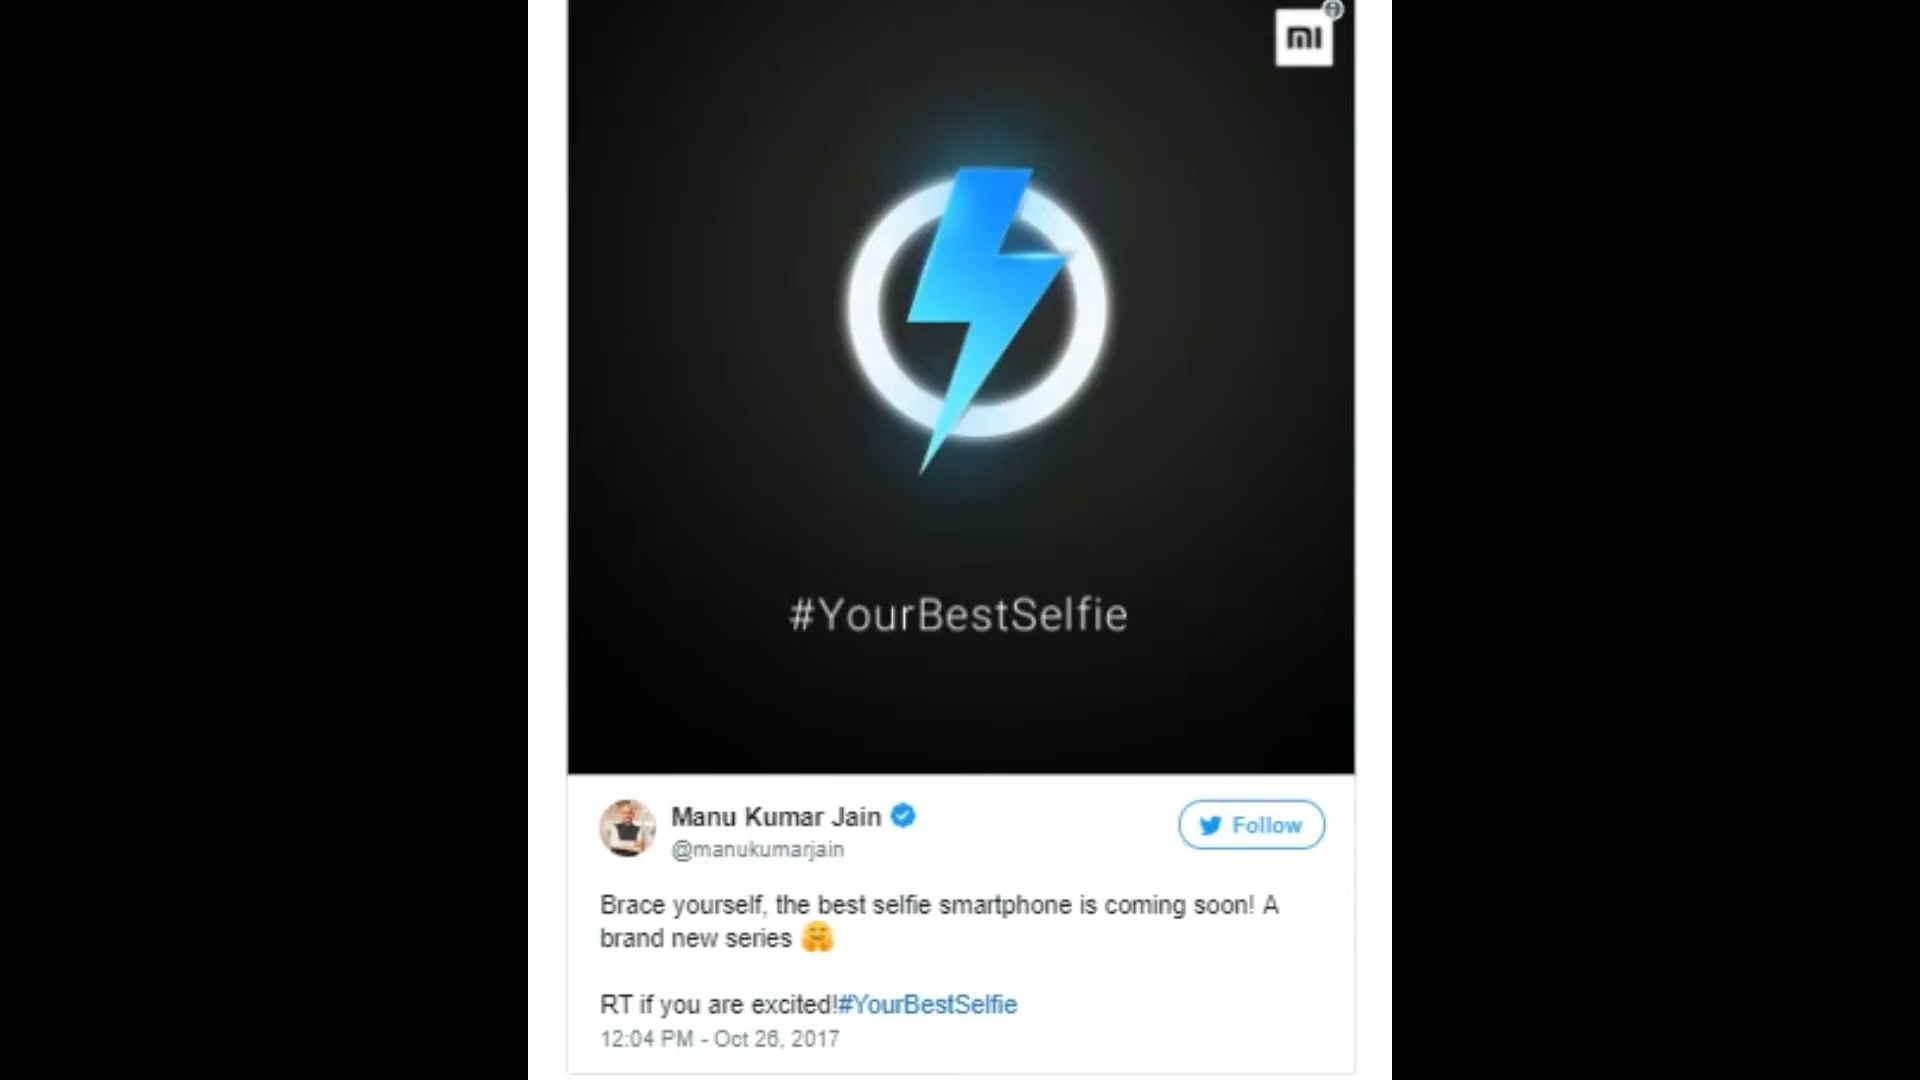 mi
#YourBestSelfie
Manu Kumar Jain
@manukumarjain
Follow
Brace yourself, the best selfie smartphone is coming soon! A
brand new series 🤗
RT if you are excited!#YourBestSelfie
12:04 PM - Oct 26, 2017